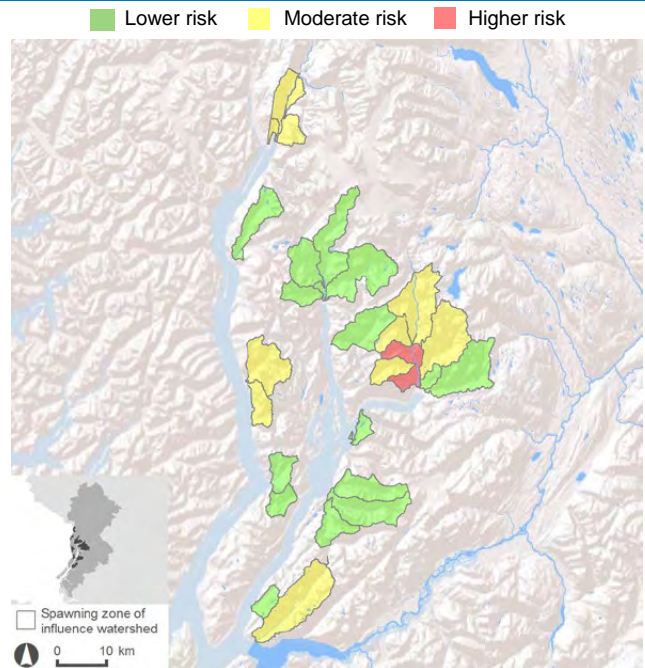 Lower risk Moderate risk Higher risk
Spawning zone of
influence watershed
0 10 km